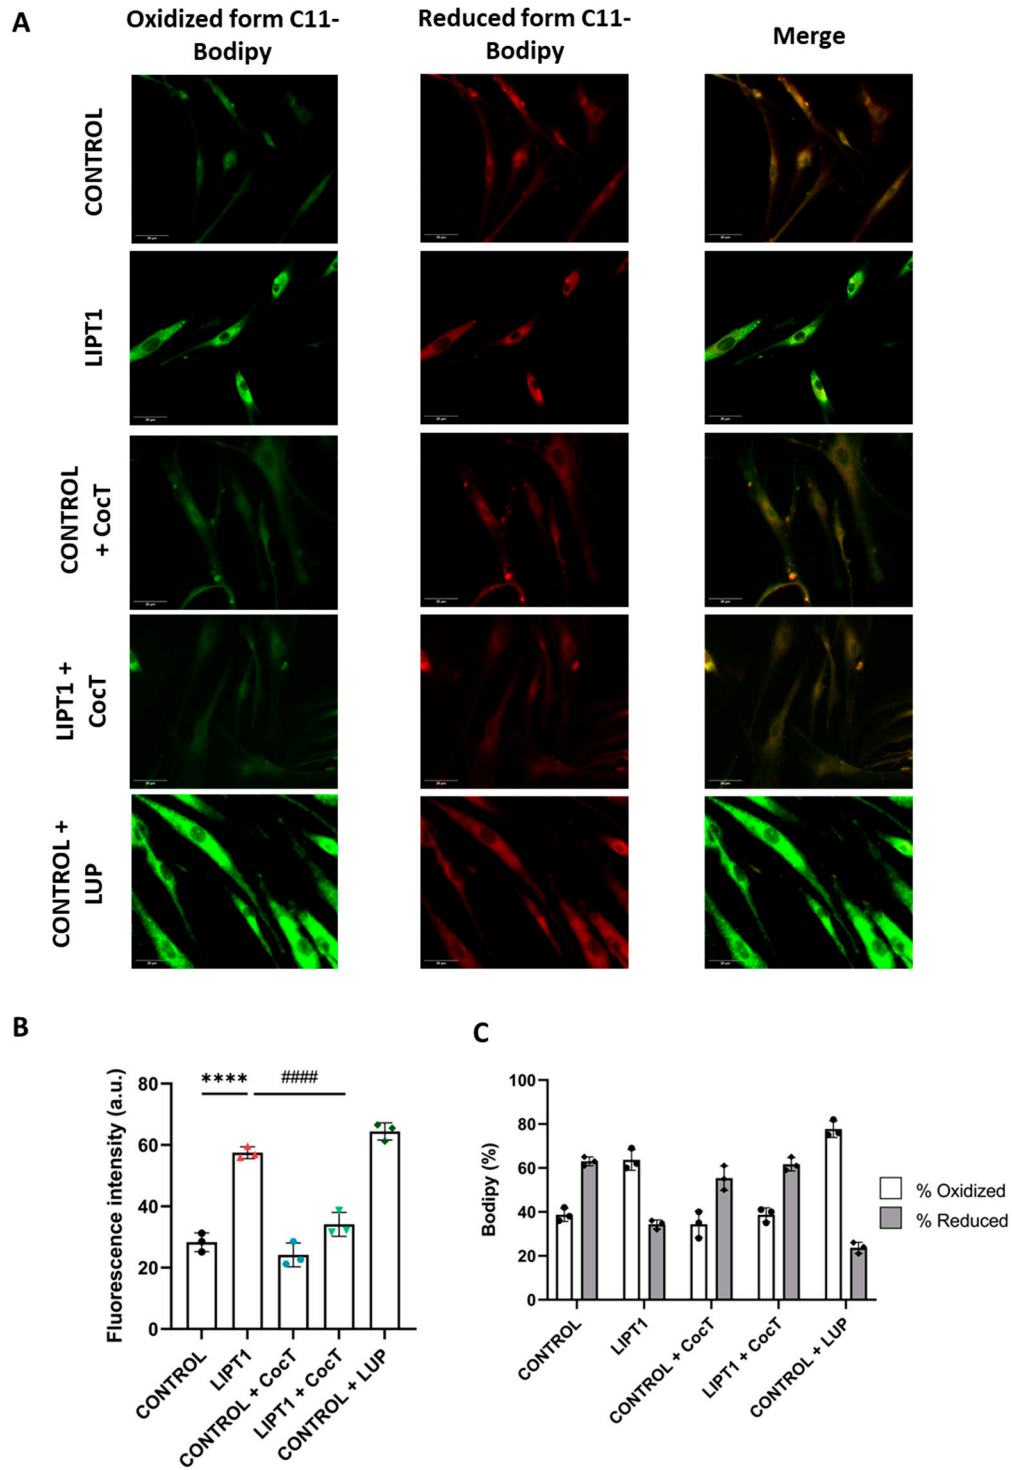 A
Oxidized form C11-
Bodipy
Reduced form C11-
Bodipy
Merge
CONTROL
LIPT1
CONTROL
+ CocT
LIPT1 +
CocT
CONTROL +
LUP
B
Fluorescence intensity (a.u.)
80
60
40
20
0
****
####
CONTROL
LIPT1
CONTROL + CocT
LIPT1 + CocT
CONTROL + LUP
C
Bodipy (%)
100
80
60
40
20
0
CONTROL
LIPT1
CONTROL + CocT
LIPT1 + CocT
CONTROL + LUP
% Oxidized
% Reduced